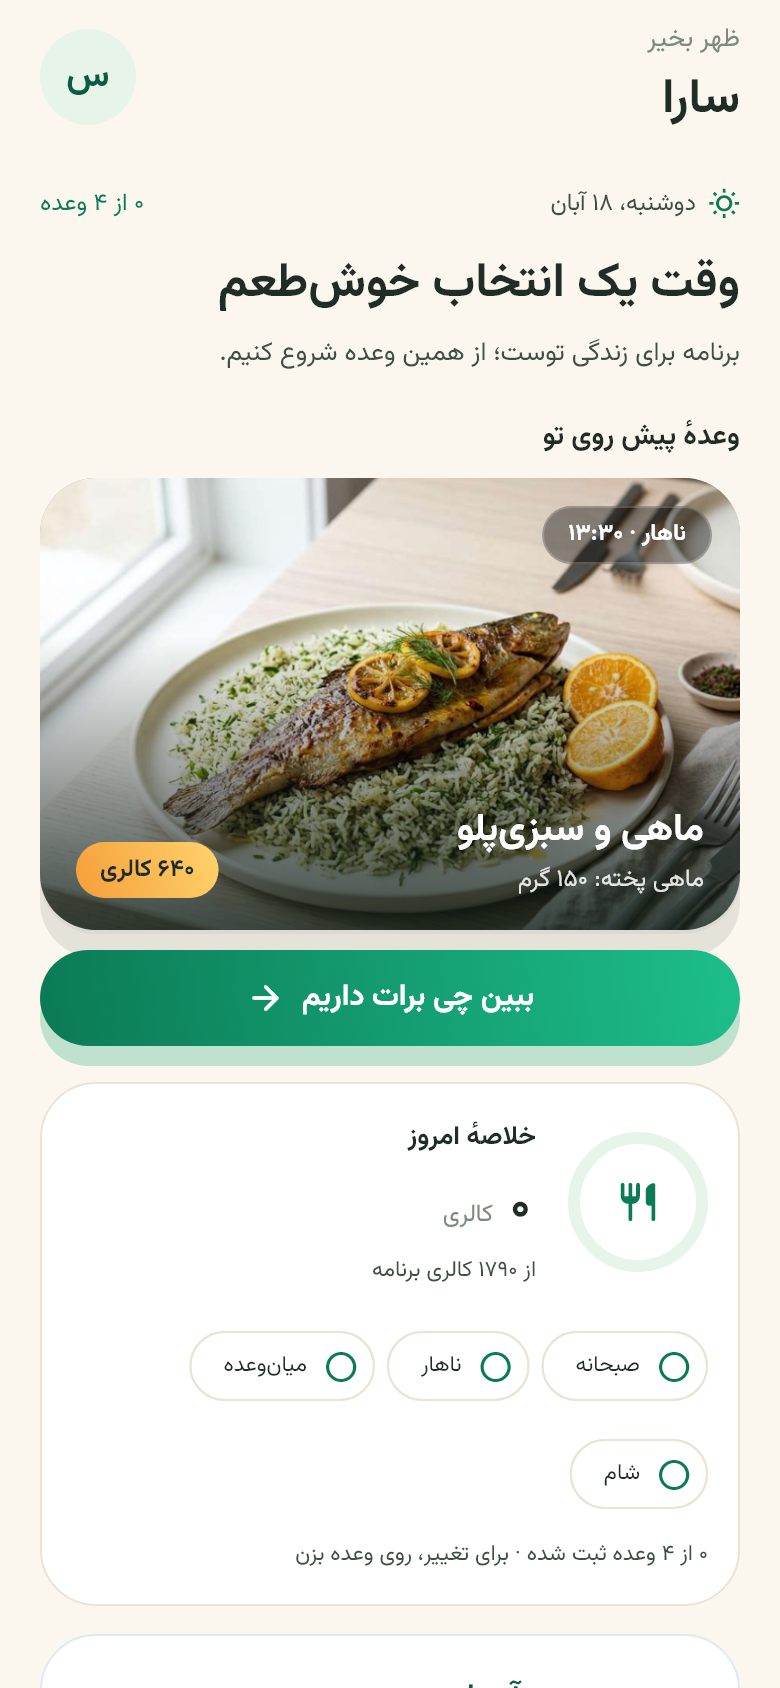 ظهر بخیر
سارا
س
دوشنبه، ۱۸ آبان
۰ از ۴ وعده
وقت یک انتخاب خوش‌طعم
برنامه برای زندگی توست؛ از همین وعده شروع کنیم.
وعدهٔ پیش روی تو
ناهار · ۱۳:۳۰
ماهی و سبزی‌پلو
ماهی پخته: ۱۵۰ گرم
۶۴۰ کالری
ببین چی برات داریم
خلاصهٔ امروز
۰ کالری
از ۱۷۹۰ کالری برنامه
صبحانه
ناهار
میان‌وعده
شام
۰ از ۴ وعده ثبت شده · برای تغییر، روی وعده بزن